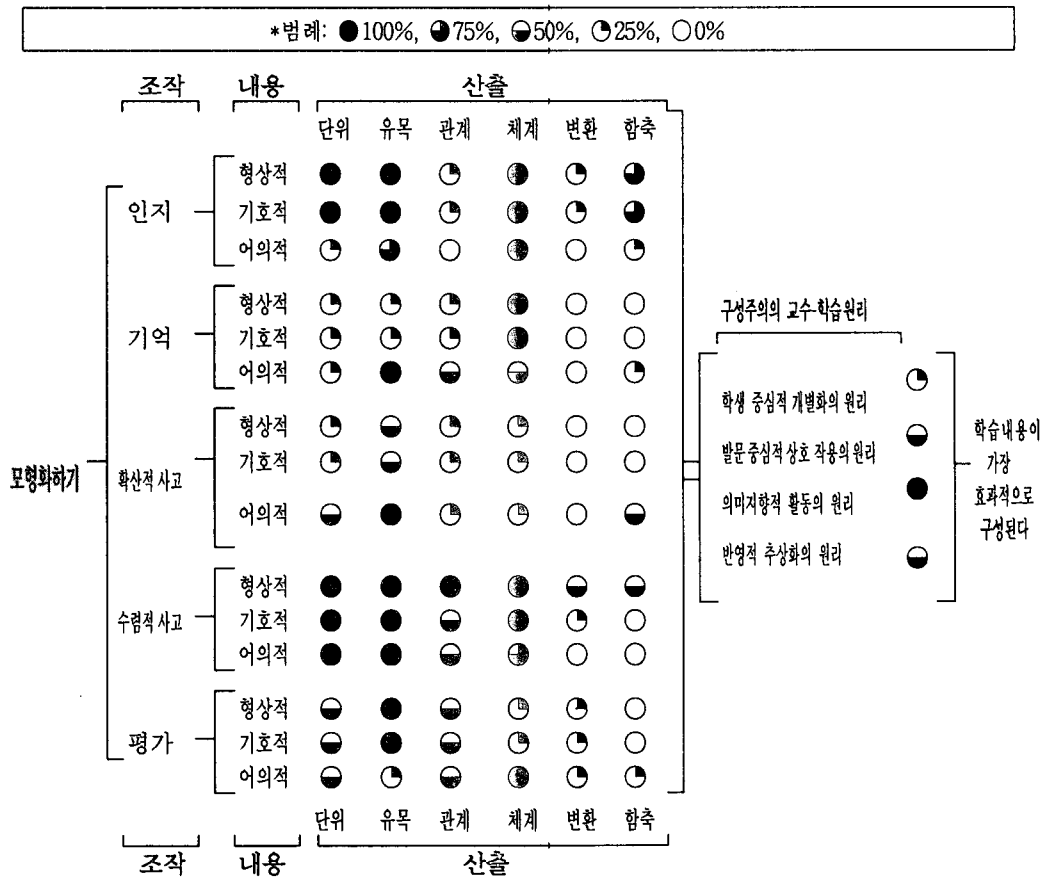 *범례: ●100%, ◕75%, ◒50%, ◔25%, ○0%
조작 내용 산출
단위 유목 관계 체계 변환 함축
형상적
인지 기호적
어의적
형상적
기억 기호적
어의적
형상적
기호적
모형화하기 확산적 사고
어의적
형상적
수렴적 사고 기호적
어의적
형상적
평가 기호적
어의적
단위 유목 관계 체계 변환 함축
조작 내용 산출
구성주의의 교수·학습원리
학생 중심적 개별화의 원리
발문 중심적 상호 작용의 원리
의미지향적 활동의 원리
반영적 추상화의 원리
학습내용이
가장
효과적으로
구성된다